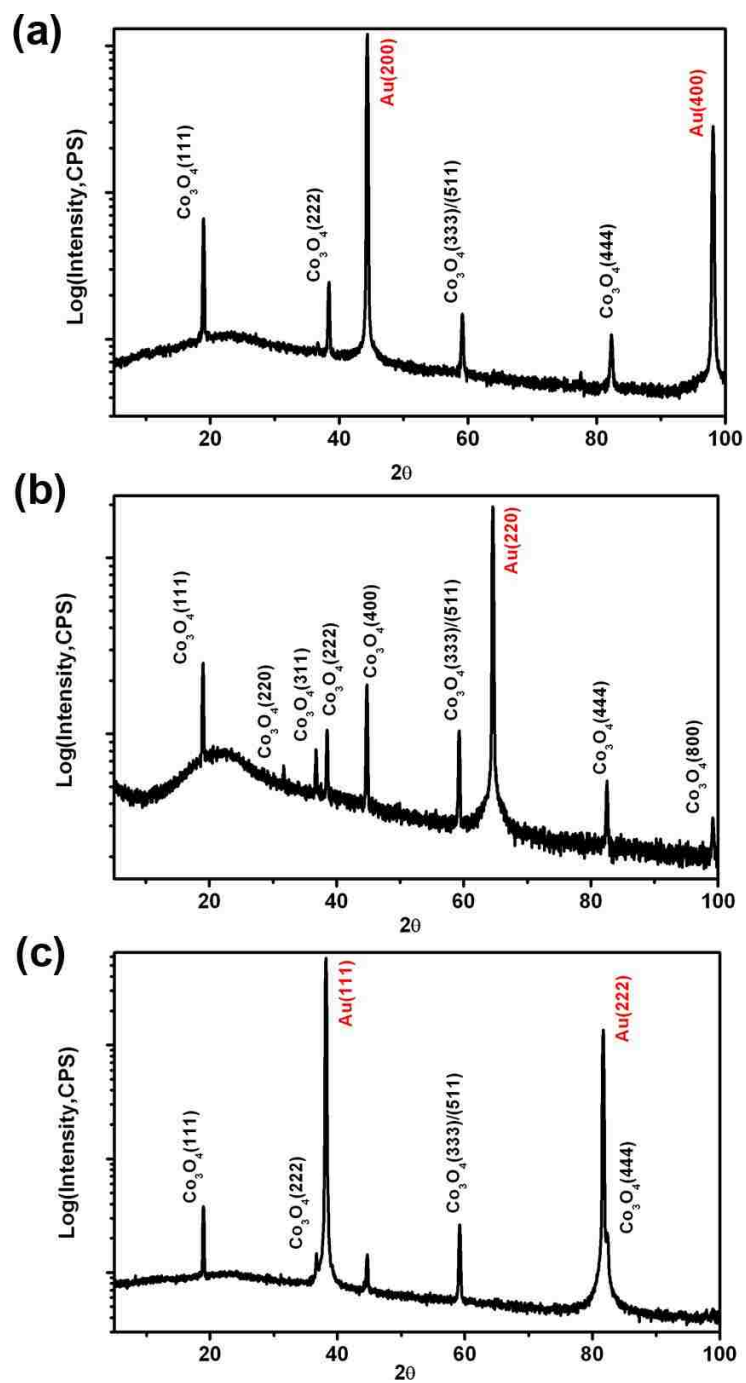 (a)
Log(Intensity,CPS)
Co₃O₄(111)
Co₃O₄(222)
Au(200)
Co₃O₄(333)/(511)
Co₃O₄(444)
Au(400)
20 40 60 80 100
2θ
(b)
Log(Intensity,CPS)
Co₃O₄(111)
Co₃O₄(220)
Co₃O₄(311)
Co₃O₄(222)
Co₃O₄(400)
Co₃O₄(333)/(511)
Au(220)
Co₃O₄(444)
Co₃O₄(800)
20 40 60 80 100
2θ
(c)
Log(Intensity,CPS)
Co₃O₄(111)
Co₃O₄(222)
Au(111)
Co₃O₄(333)/(511)
Au(222)
Co₃O₄(444)
20 40 60 80 100
2θ